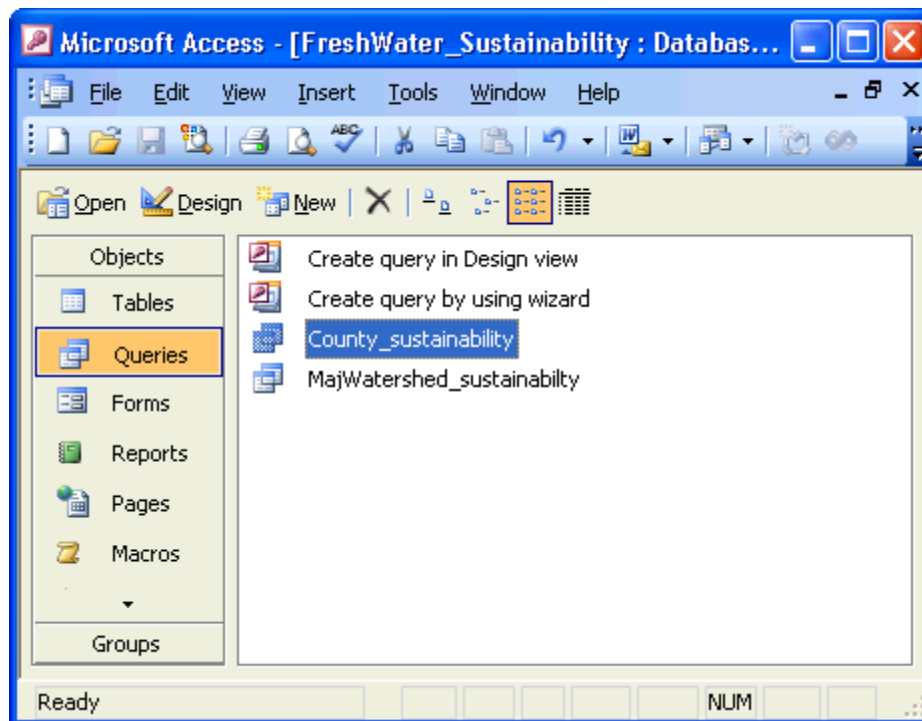 Microsoft Access - [FreshWater_Sustainability : Databas...
File Edit View Insert Tools Window Help
ABC
W
Open Design New
Objects
Tables
Queries
Forms
Reports
Pages
Macros
Groups
Create query in Design view
Create query by using wizard
County_sustainability
MajWatershed_sustainabilty
Ready NUM